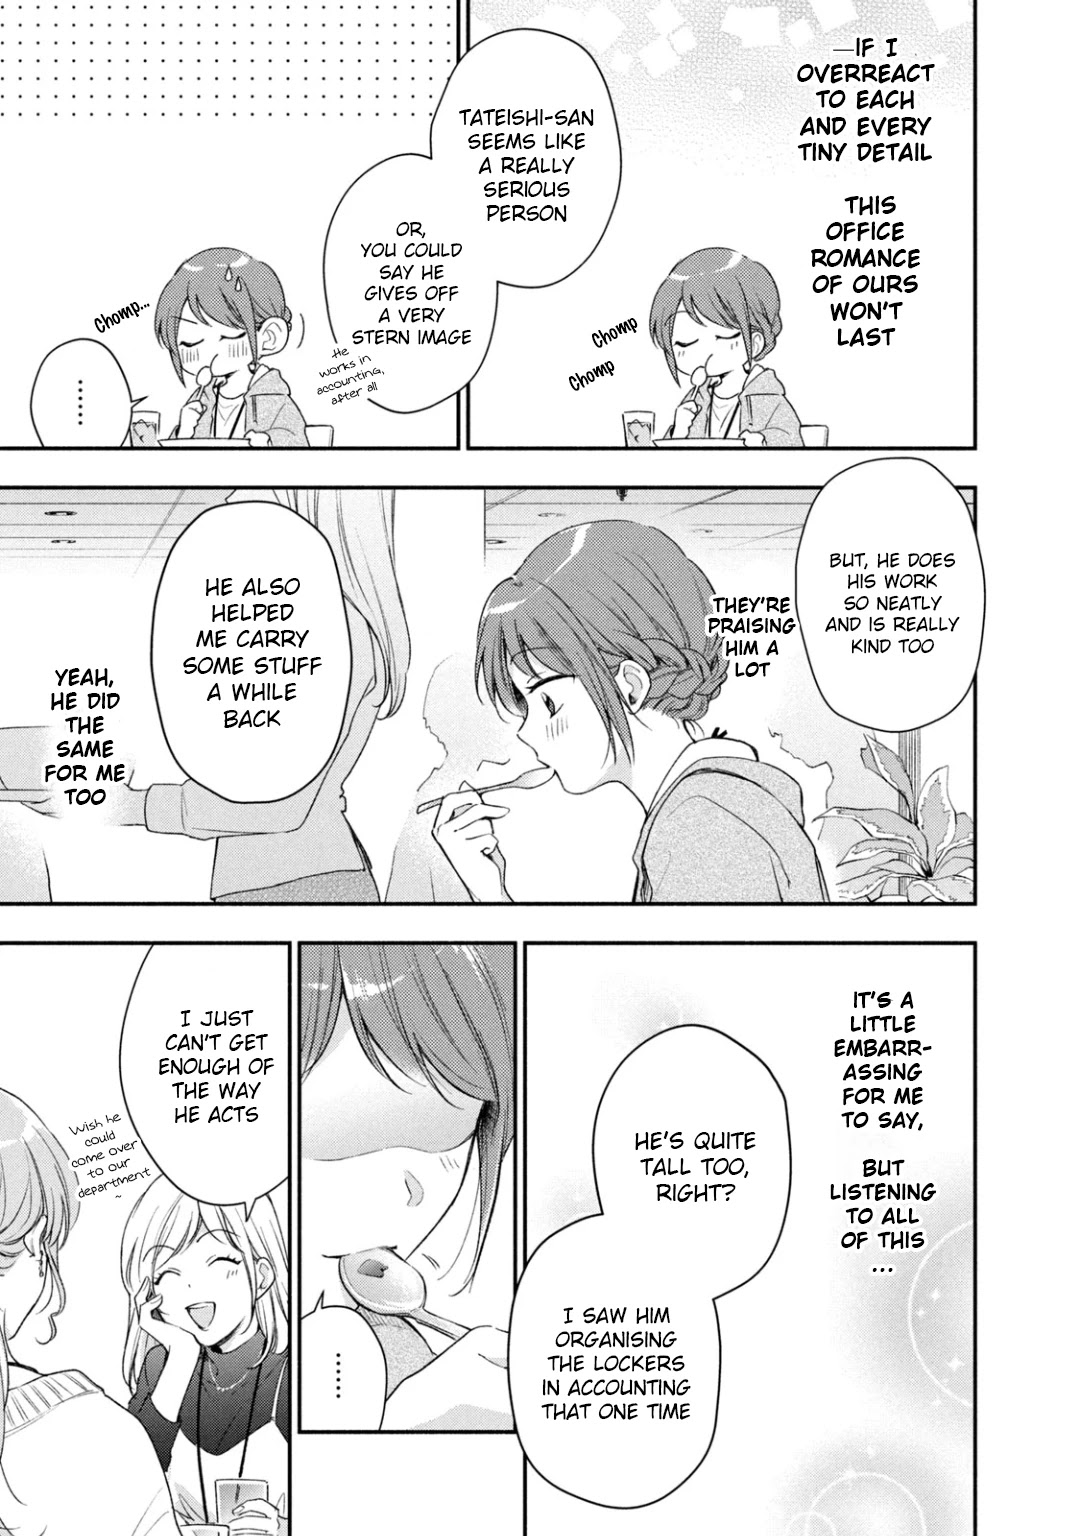 —IF I
OVERREACT
TO EACH
AND EVERY
TINY DETAIL
THIS
OFFICE
ROMANCE
OF OURS
WON'T
LAST
Chomp
Chomp
TATEISHI-SAN
SEEMS LIKE
A REALLY
SERIOUS
PERSON
OR,
YOU COULD
SAY HE
GIVES OFF
A VERY
STERN IMAGE
He
works in
accounting,
after all
Chomp...
......
BUT, HE DOES
HIS WORK
SO NEATLY
AND IS REALLY
KIND TOO
THEY'RE
PRAISING
HIM A
LOT
HE ALSO
HELPED
ME CARRY
SOME STUFF
A WHILE
BACK
YEAH,
HE DID
THE
SAME
FOR ME
TOO
IT'S A
LITTLE
EMBARR-
ASSING
FOR ME
TO SAY,
BUT
LISTENING
TO ALL
OF THIS
...
HE'S QUITE
TALL TOO,
RIGHT?
I SAW HIM
ORGANISING
THE LOCKERS
IN ACCOUNTING
THAT ONE TIME
......
I JUST
CAN'T GET
ENOUGH OF
THE WAY
HE ACTS
Wish he
could
come over
to our
department
~